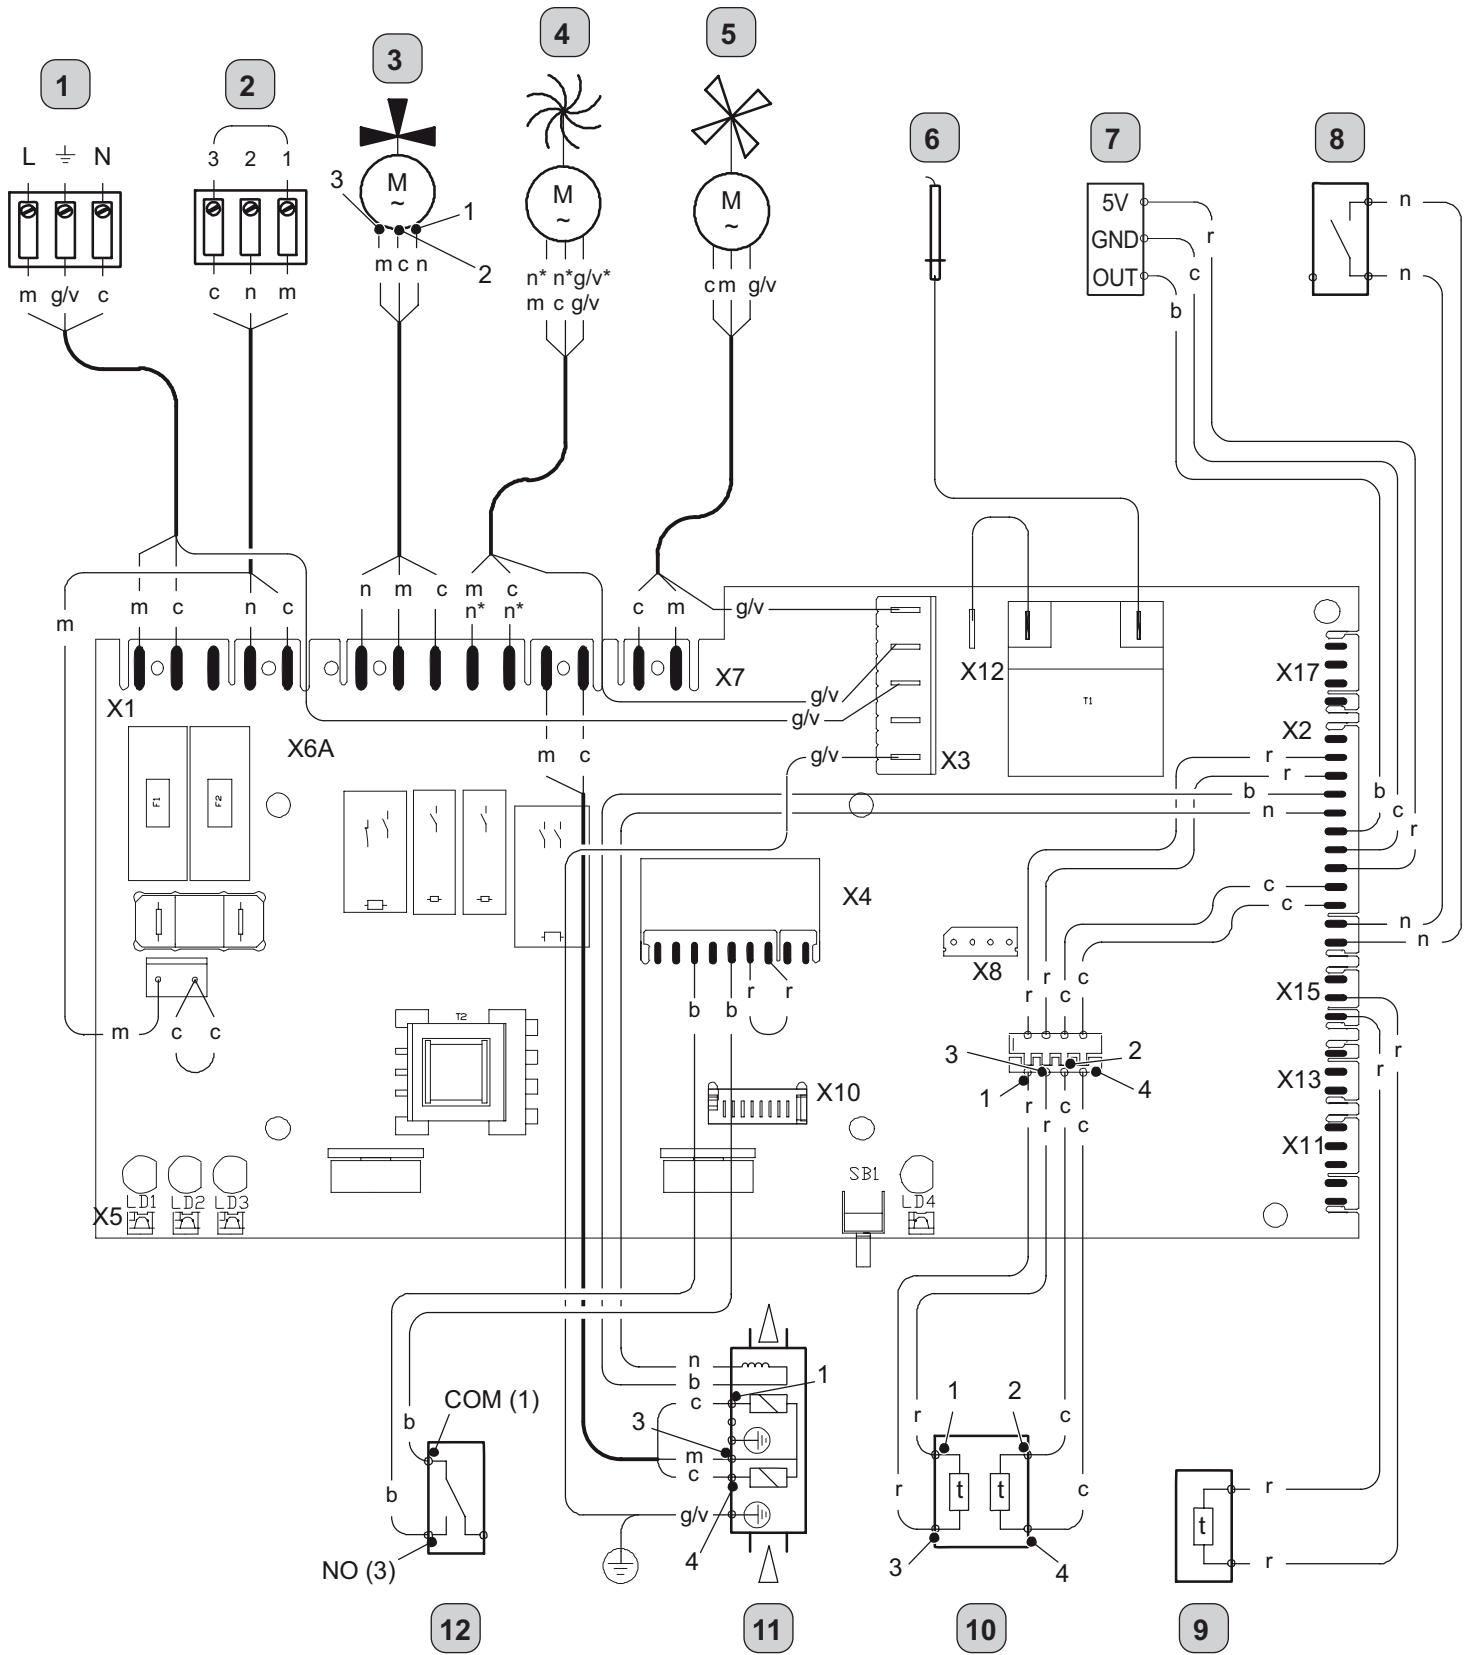 1
2
3
4
5
6
7
8
L N
3 2 1
3
M
~
1
2
m c n
M
~
n* n* g/v*
m c g/v
M
~
c m g/v
5V
GND
OUT
r
c
b
n
n
m g/v c
c n m
m
m c
n c
n m c
m c
n* n*
c m
g/v
g/v
g/v
g/v
X1
X6A
X7
X3
X12
T1
X17
X2
F1
F2
m c
r
r
b
n
b
c
r
c
c
n
n
X4
X8
X15
r
r
b b r r
r r c c
m c c
T2
X10
3
2
1
4
r c
r c
X13
X11
X5
LD1
LD2
LD3
SB1
LD4
COM (1)
b
b
NO (3)
n
b
c
m
c
g/v
1
3
4
1
2
r
c
r
c
t
t
3
4
t
r
r
12
11
10
9